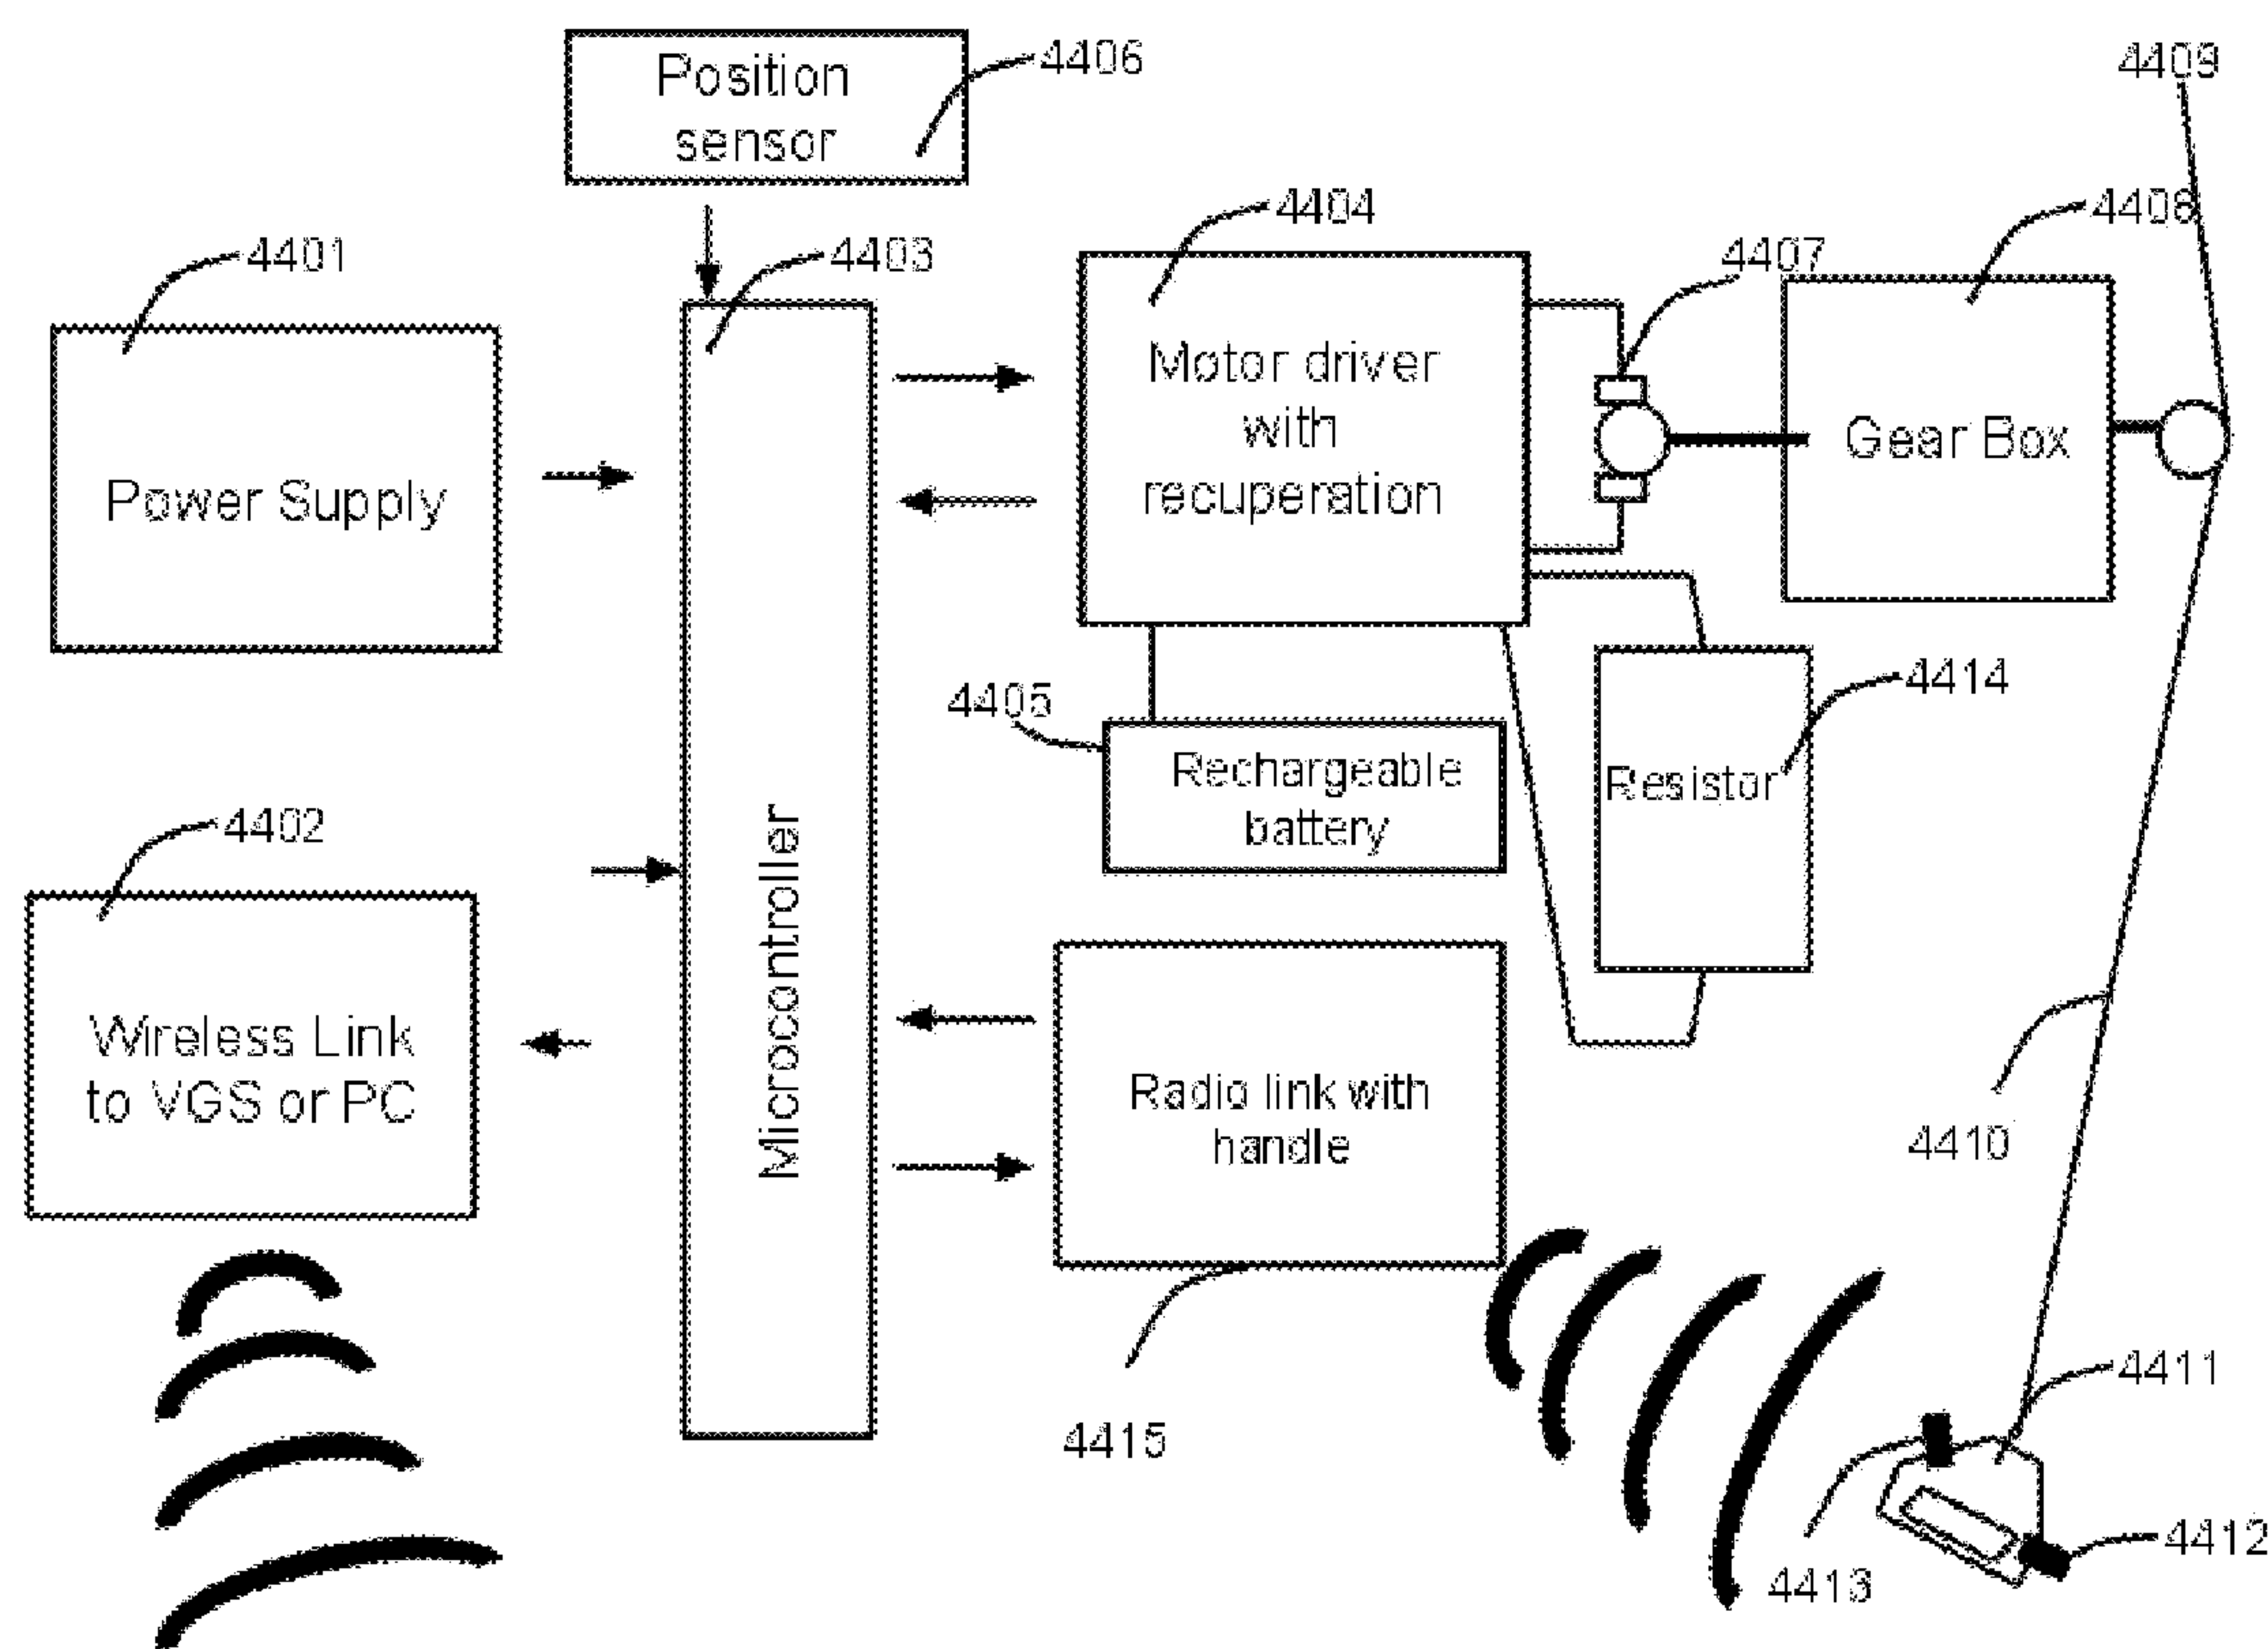 Position
sensor
4406
4409
4404
4408
4401
4403
4407
Motor driver
with
recuperation
Gear Box
Power Supply
4405
4414
Rechargeable
battery
Resistor
4402
Microcontroller
Wireless Link
to VGS or PC
Radio link with
handle
4410
4411
4415
4412
4413